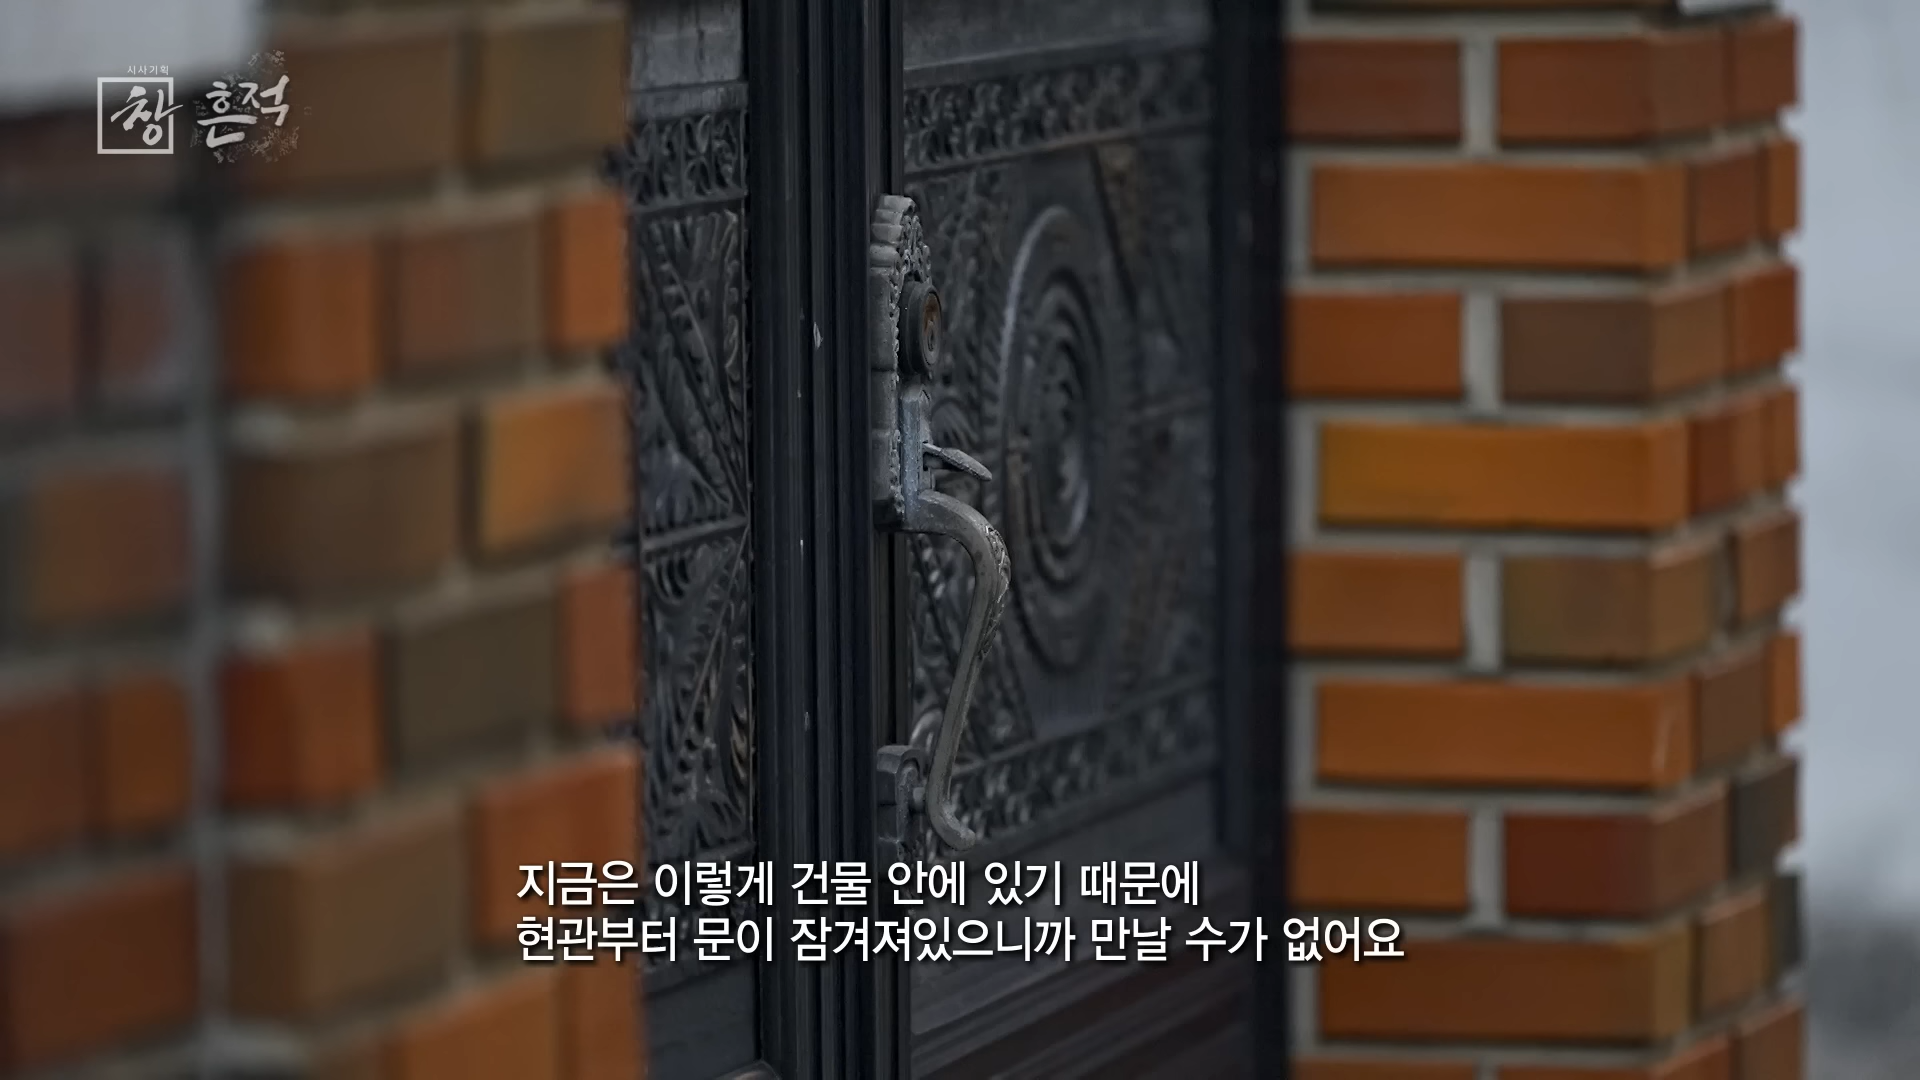 시사기획
창 흔적
지금은 이렇게 건물 안에 있기 때문에
현관부터 문이 잠겨져있으니까 만날 수가 없어요